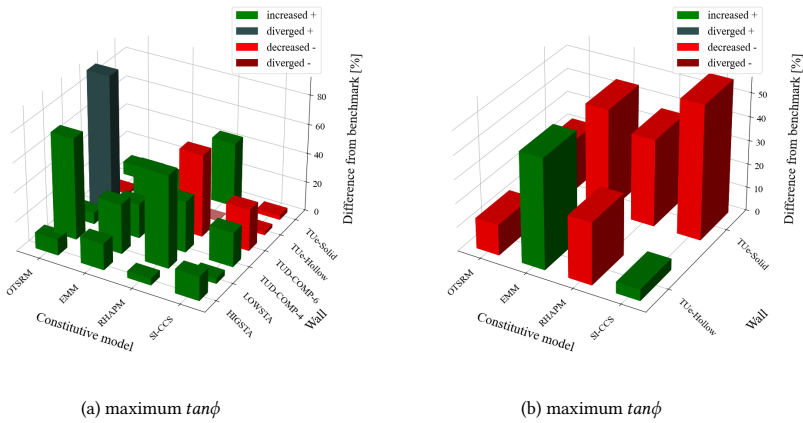 increased +
diverged +
decreased -
diverged -
80
60
40
20
0
Difference from benchmark [%]
OTSRM
EMM
RHAPM
SI-CCS
Constitutive model
HIGSTA
LOWSTA
TUD-COMP-4
TUD-COMP-6
TUe-Hollow
TUe-Solid
Wall
(a) maximum tanϕ
increased +
diverged +
decreased -
diverged -
50
40
30
20
10
0
Difference from benchmark [%]
OTSRM
EMM
RHAPM
SI-CCS
Constitutive model
TUe-Hollow
TUe-Solid
Wall
(b) maximum tanϕ